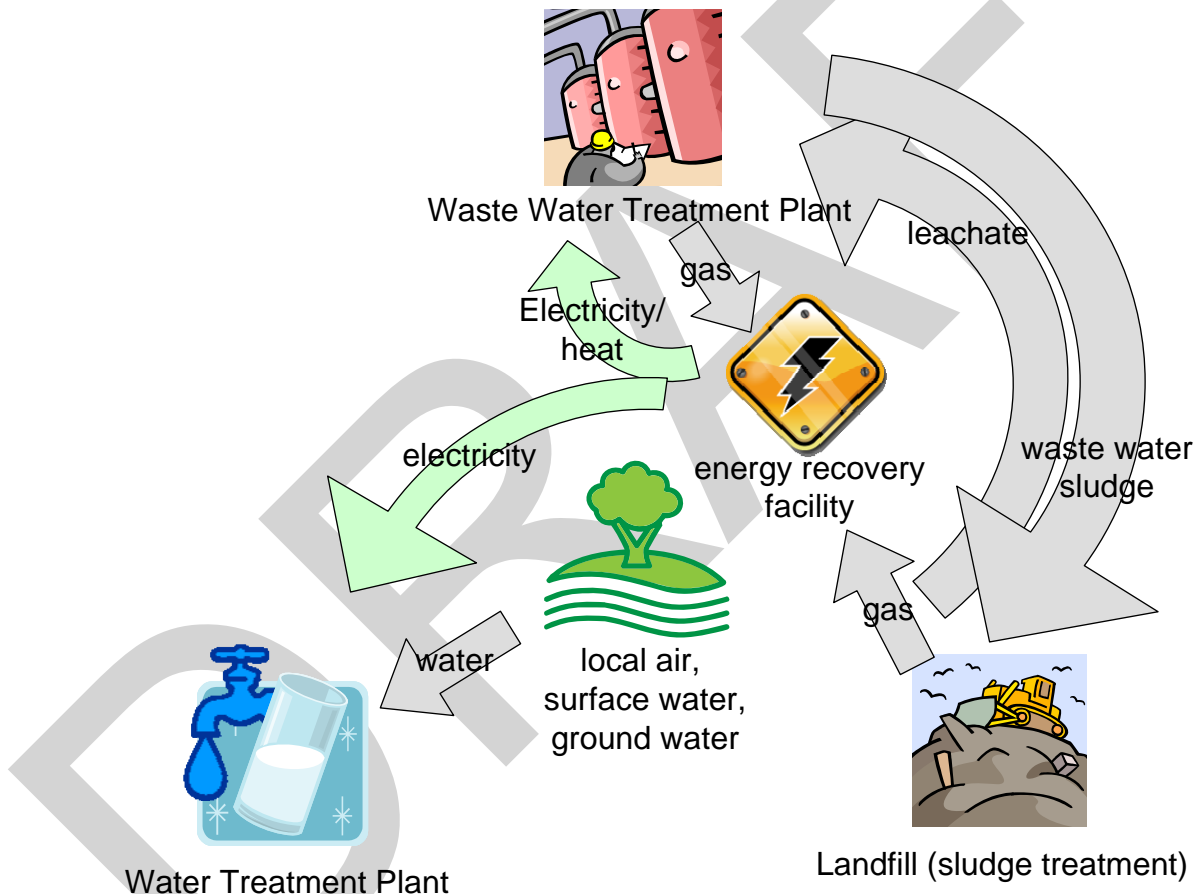 Waste Water Treatment Plant
leachate
gas
Electricity/
heat
electricity
energy recovery
facility
waste water
sludge
gas
water
local air,
surface water,
ground water
Water Treatment Plant
Landfill (sludge treatment)
DRAFT